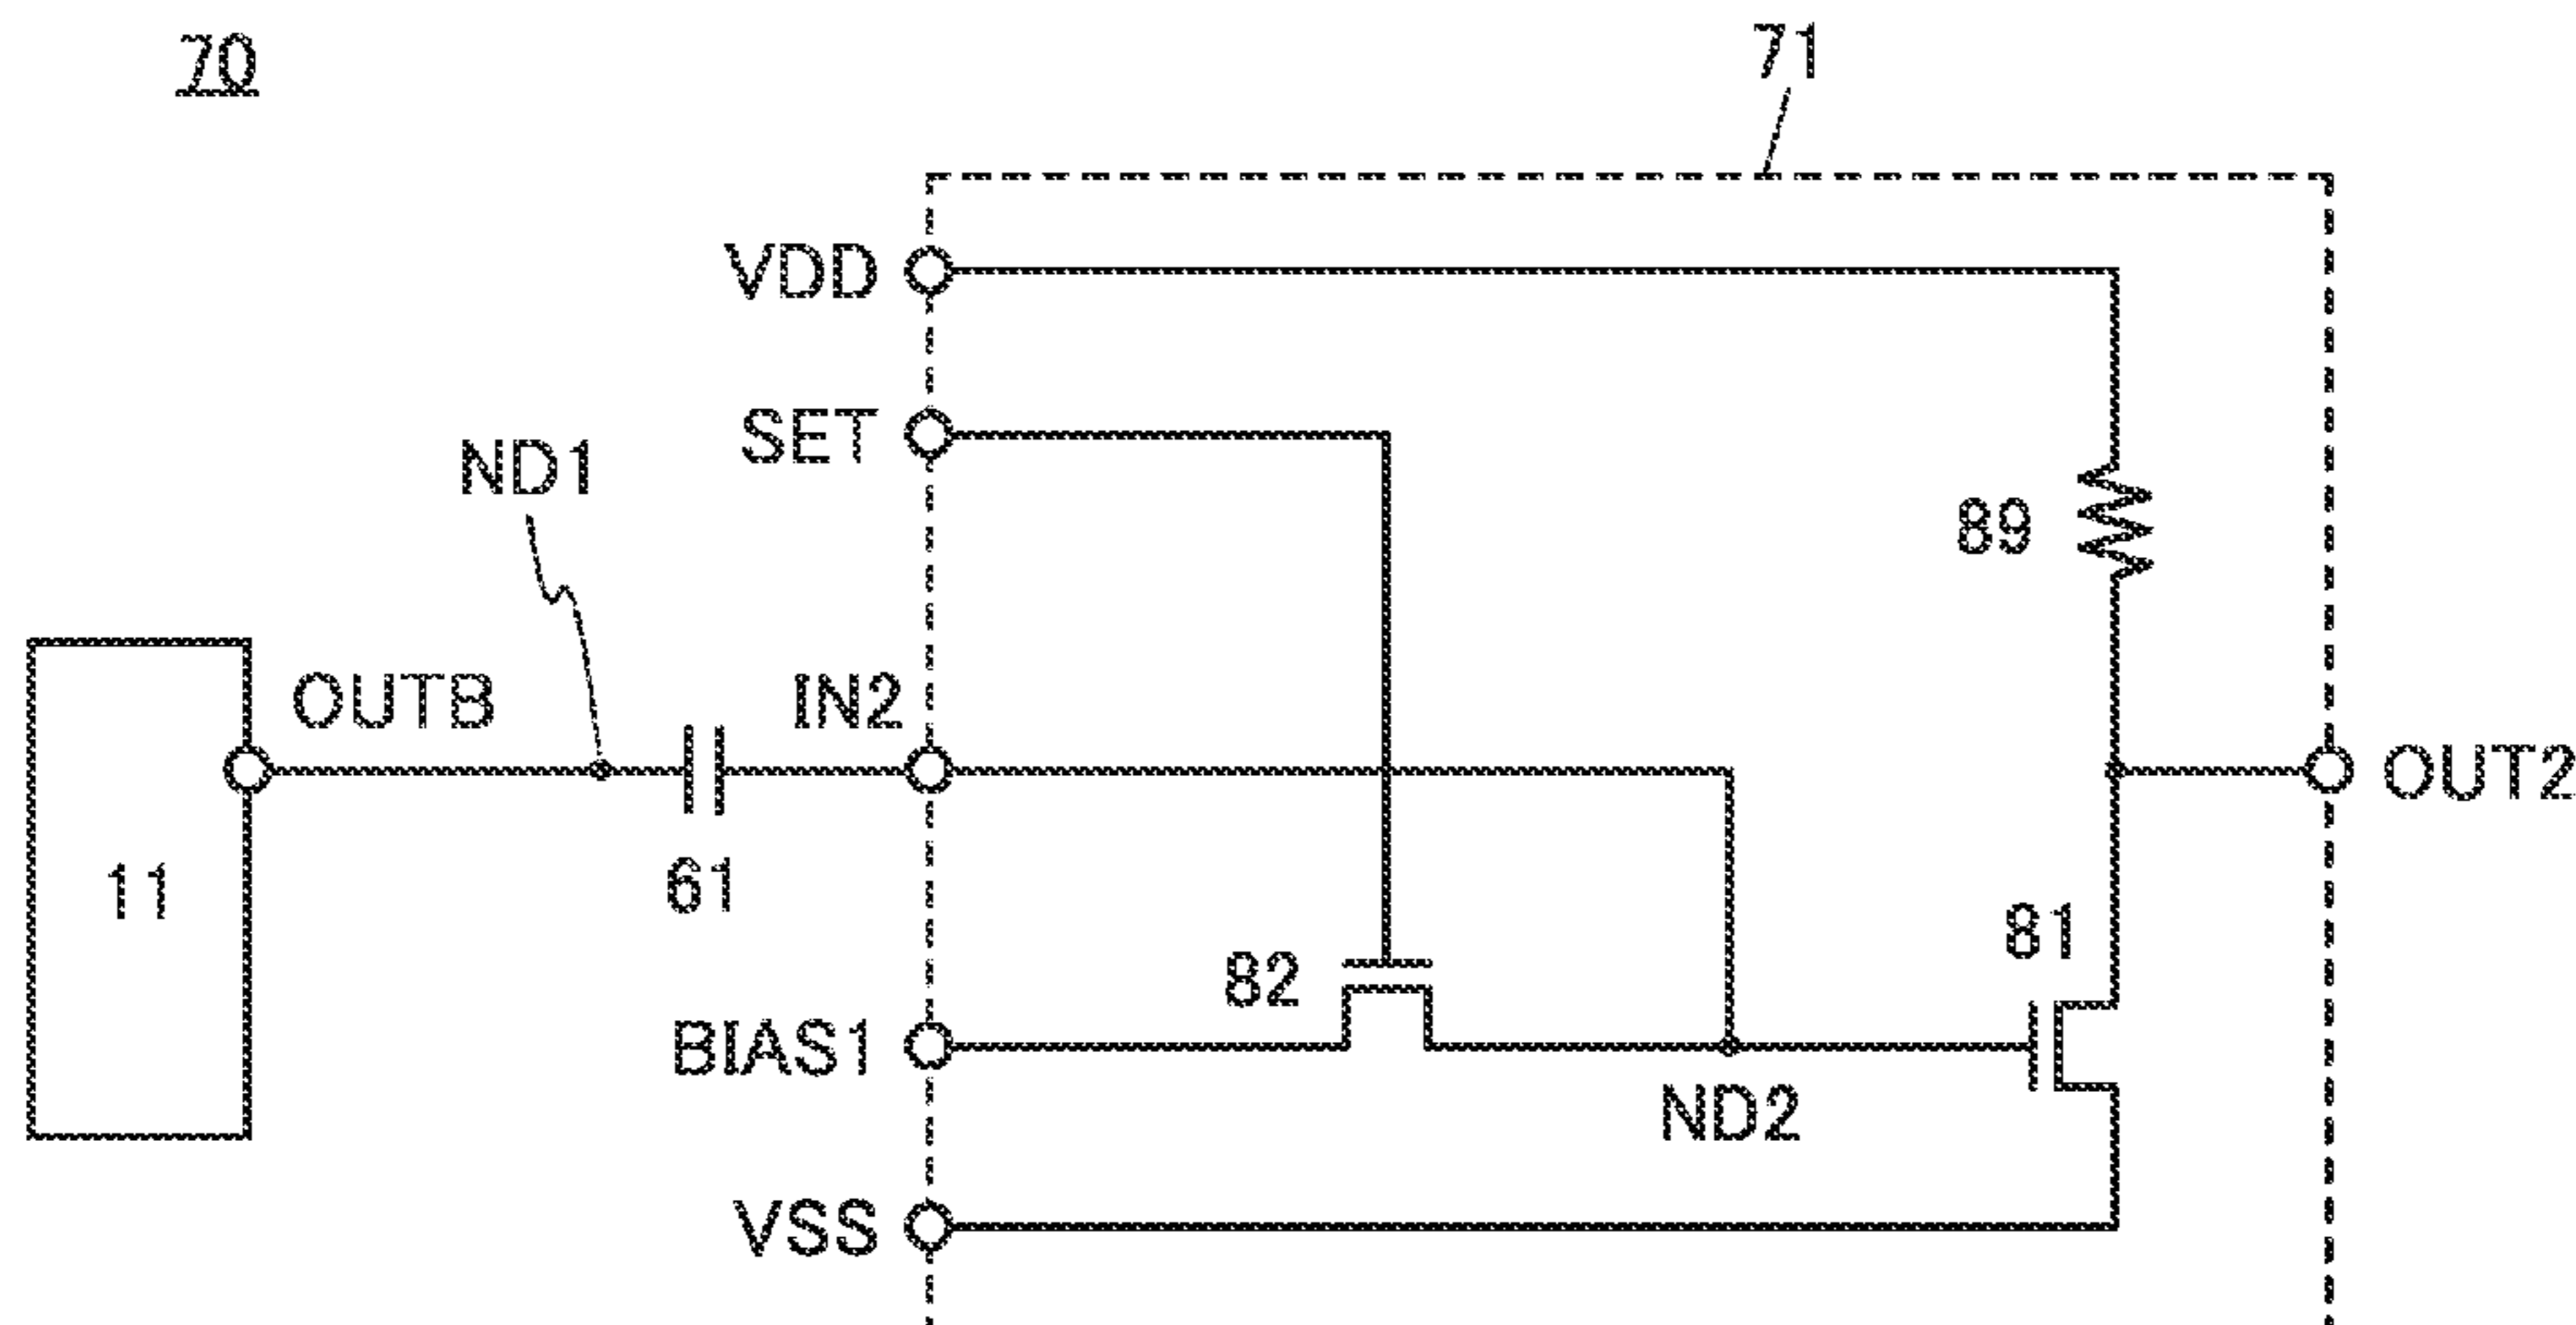 70
71
VDD
SET
ND1
89
OUTB
IN2
OUT2
11
61
81
82
BIAS1
ND2
VSS